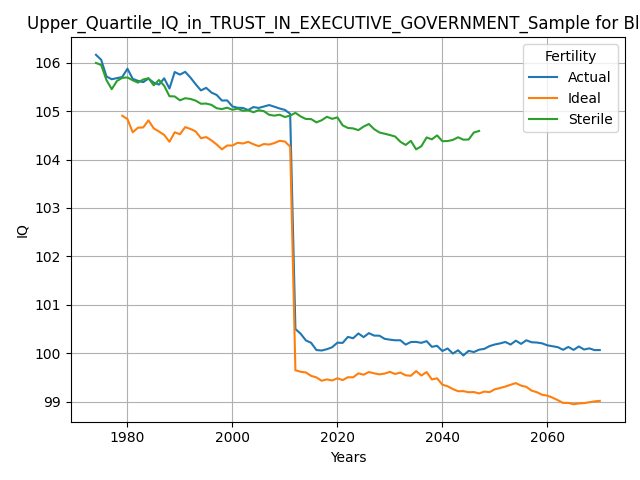 Upper_Quartile_IQ_in_TRUST_IN_EXECUTIVE_GOVERNMENT_Sample for Bl
Fertility
Actual
Ideal
Sterile
106
105
104
103
102
101
100
99
IQ
1980 2000 2020 2040 2060
Years